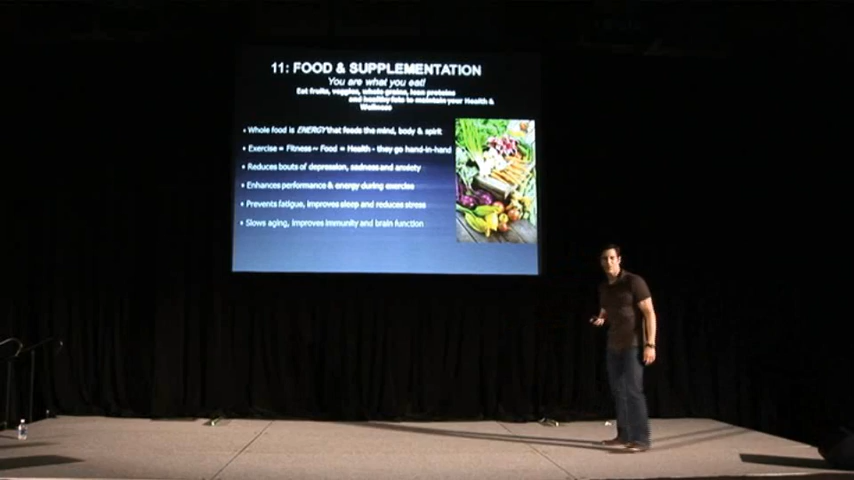 11: FOOD & SUPPLEMENTATION
You are what you eat!
Eat fruits, veggies, whole grains, lean proteins
and healthy fats to maintain your Health &
Wellness
• Whole food is ENERGY that feeds the mind, body & spirit
• Exercise = Fitness ~ Food = Health - they go hand-in-hand
• Reduces bouts of depression, sadness and anxiety
• Enhances performance & energy during exercise
• Prevents fatigue, improves sleep and reduces stress
• Slows aging, improves immunity and brain function